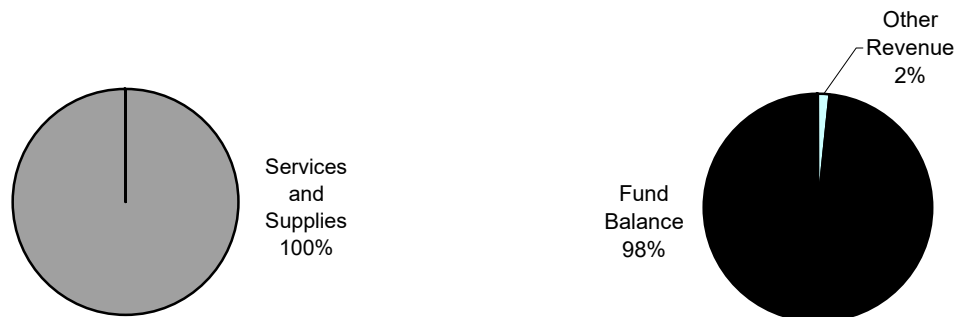 Services
and
Supplies
100%
Other
Revenue
2%
Fund
Balance
98%